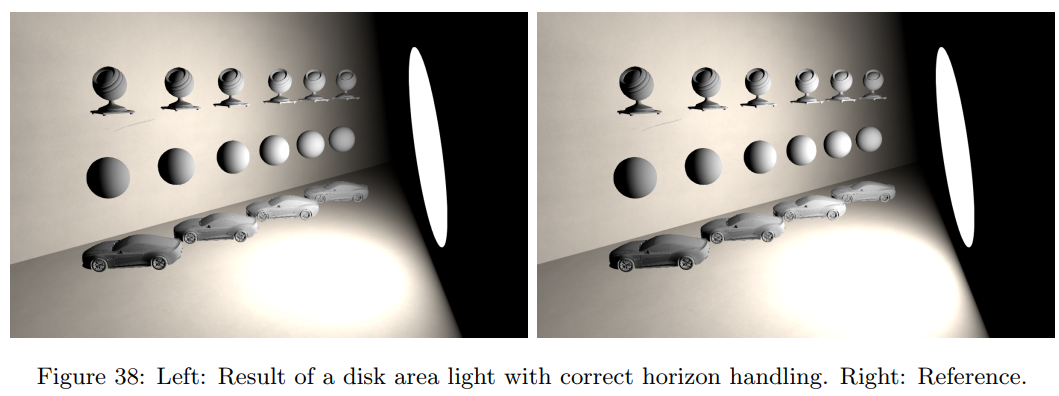 Figure 38: Left: Result of a disk area light with correct horizon handling. Right: Reference.